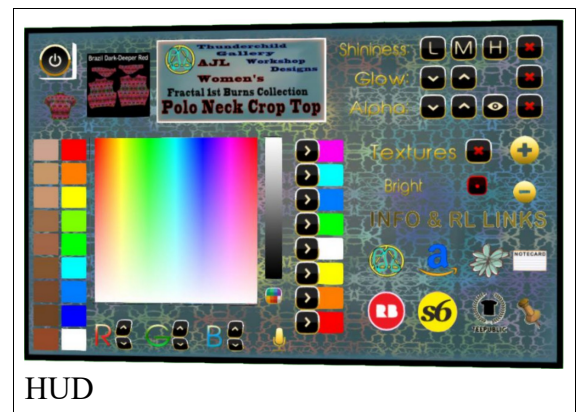 Brazil Dark-Deeper Red
Thunderchild
Gallery
AJL Workshop
Designs
Women's
Fractal 1st Burns Collection
Polo Neck Crop Top
Shininess: L M H
Glow:
Alpha:
Textures
Bright
INFO & RL LINKS
a
NOTECARD
RB
s6
TEEPUBLIC
R G B
HUD